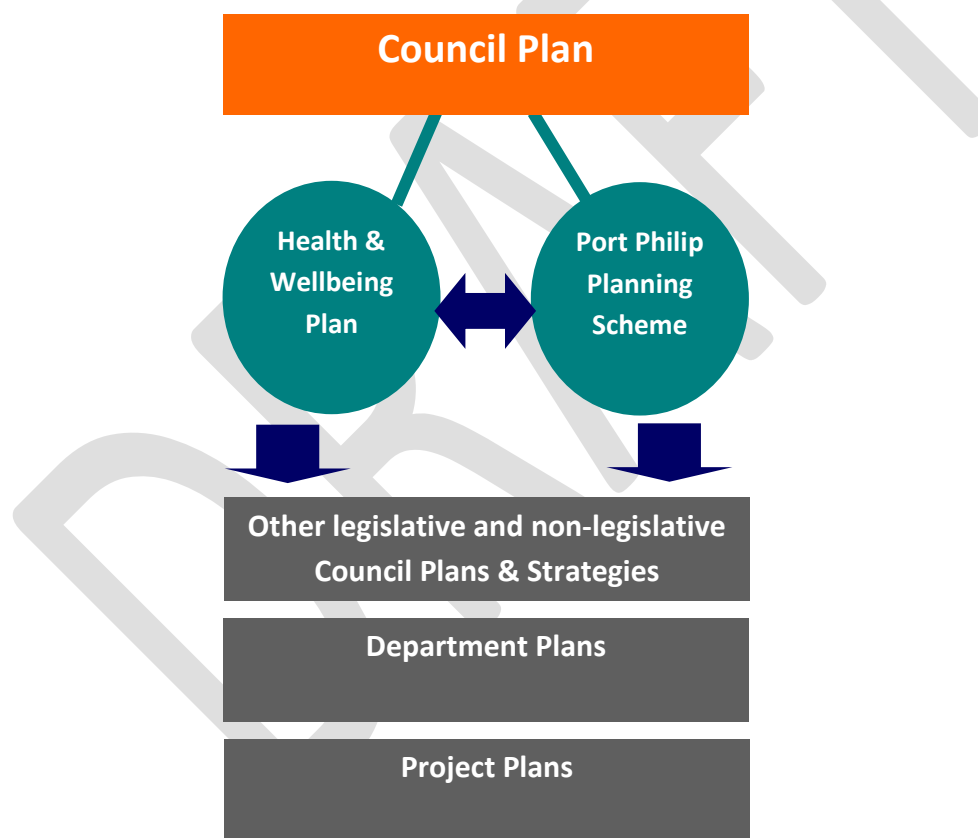 Council Plan
Health &
Wellbeing
Plan
Port Philip
Planning
Scheme
Other legislative and non-legislative
Council Plans & Strategies
Department Plans
Project Plans
DRAFT